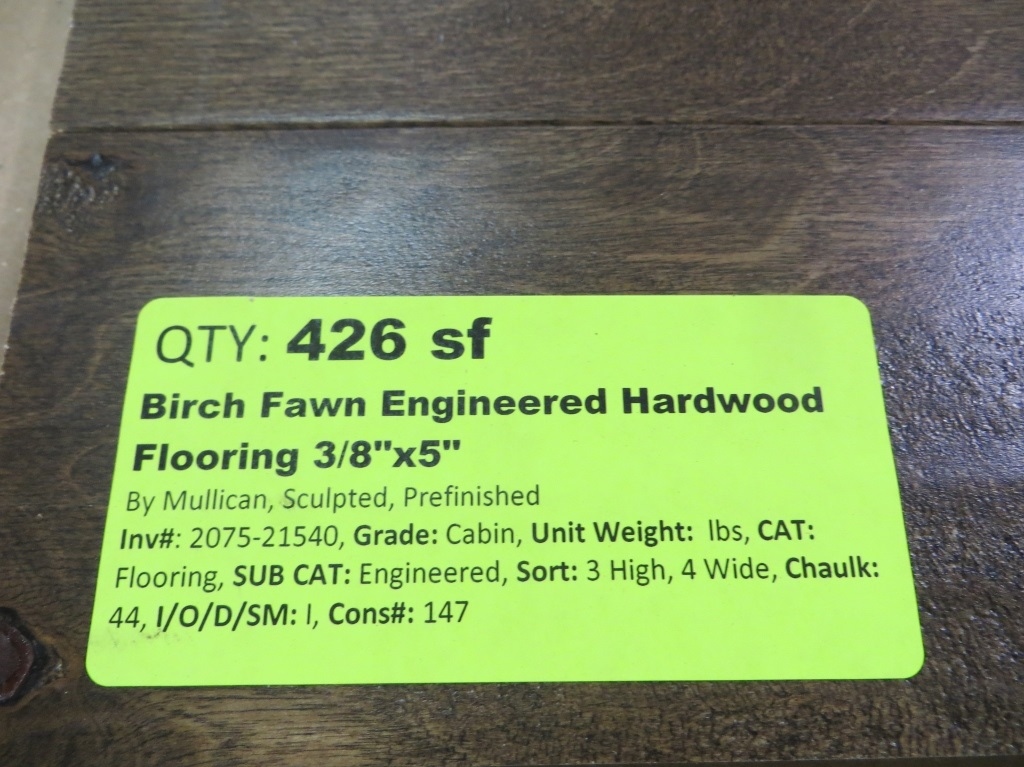 QTY: 426 sf
Birch Fawn Engineered Hardwood
Flooring 3/8"x5"
By Mullican, Sculpted, Prefinished
Inv#: 2075-21540, Grade: Cabin, Unit Weight:  lbs, CAT:
Flooring, SUB CAT: Engineered, Sort: 3 High, 4 Wide, Chaulk:
44, I/O/D/SM: I, Cons#: 147